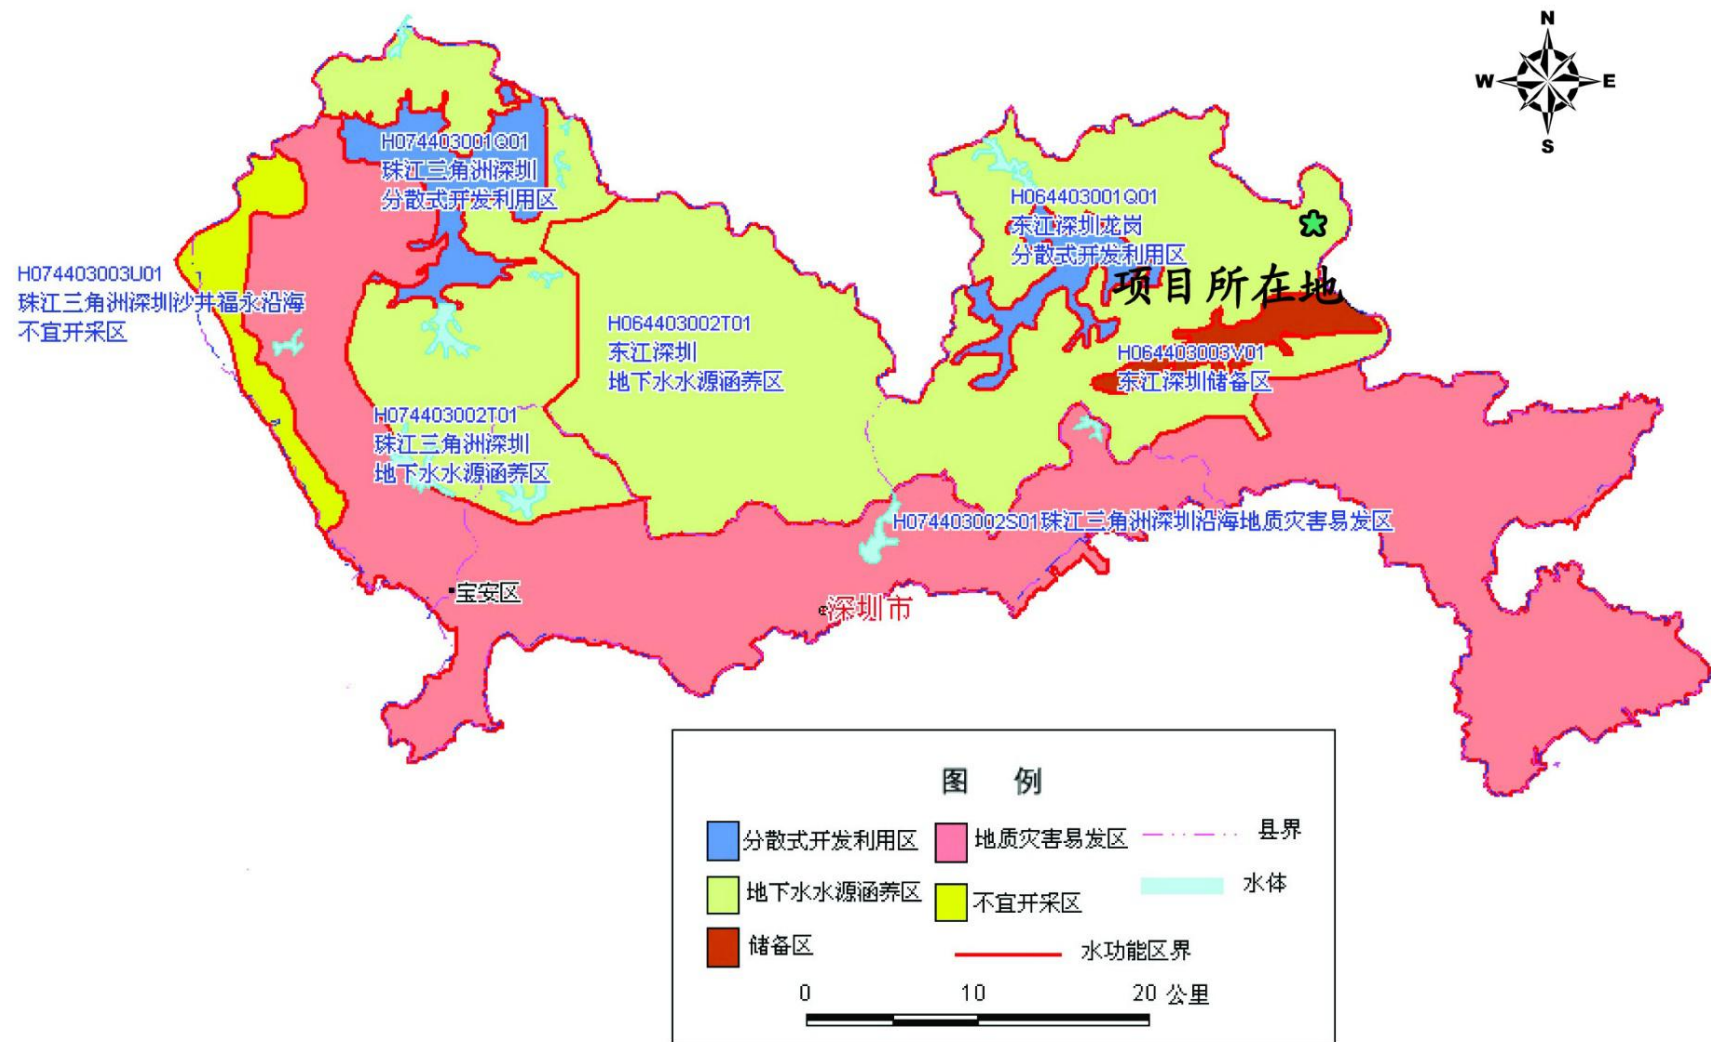 N
W E
S
H074403001Q01
珠江三角洲深圳
分散式开发利用区
H064403001Q01
东江深圳龙岗
分散式开发利用区
项目所在地
H074403003U01
珠江三角洲深圳沙井福永沿海
不宜开采区
H064403002T01
东江深圳
地下水水源涵养区
H064403003V01
东江深圳储备区
H074403002T01
珠江三角洲深圳
地下水水源涵养区
H074403002S01珠江三角洲深圳沿海地质灾害易发区
宝安区
深圳市
图 例
分散式开发利用区 地质灾害易发区 县界
地下水水源涵养区 不宜开采区 水体
储备区 水功能区界
0 10 20 公里